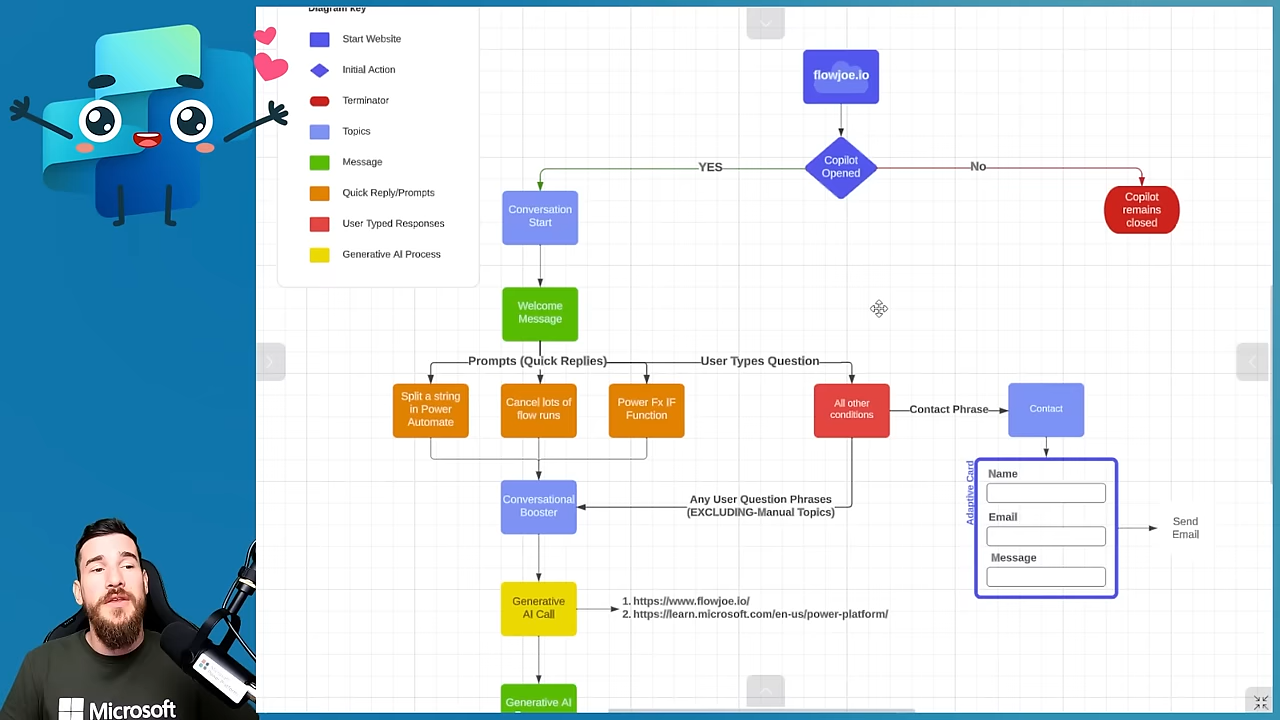 Diagram key
Start Website
Initial Action
Terminator
Topics
Message
Quick Reply/Prompts
User Typed Responses
Generative AI Process
flowjoe.io
Copilot
Opened
YES
No
Conversation
Start
Copilot
remains
closed
Welcome
Message
Prompts (Quick Replies)
User Types Question
Split a string
in Power
Automate
Cancel lots of
flow runs
Power Fx IF
Function
All other
conditions
Contact Phrase
Contact
Adaptive Card
Name
Email
Message
Send
Email
Conversational
Booster
Any User Question Phrases
(EXCLUDING-Manual Topics)
Generative
AI Call
1. https://www.flowjoe.io/
2. https://learn.microsoft.com/en-us/power-platform/
Generative AI
Microsoft